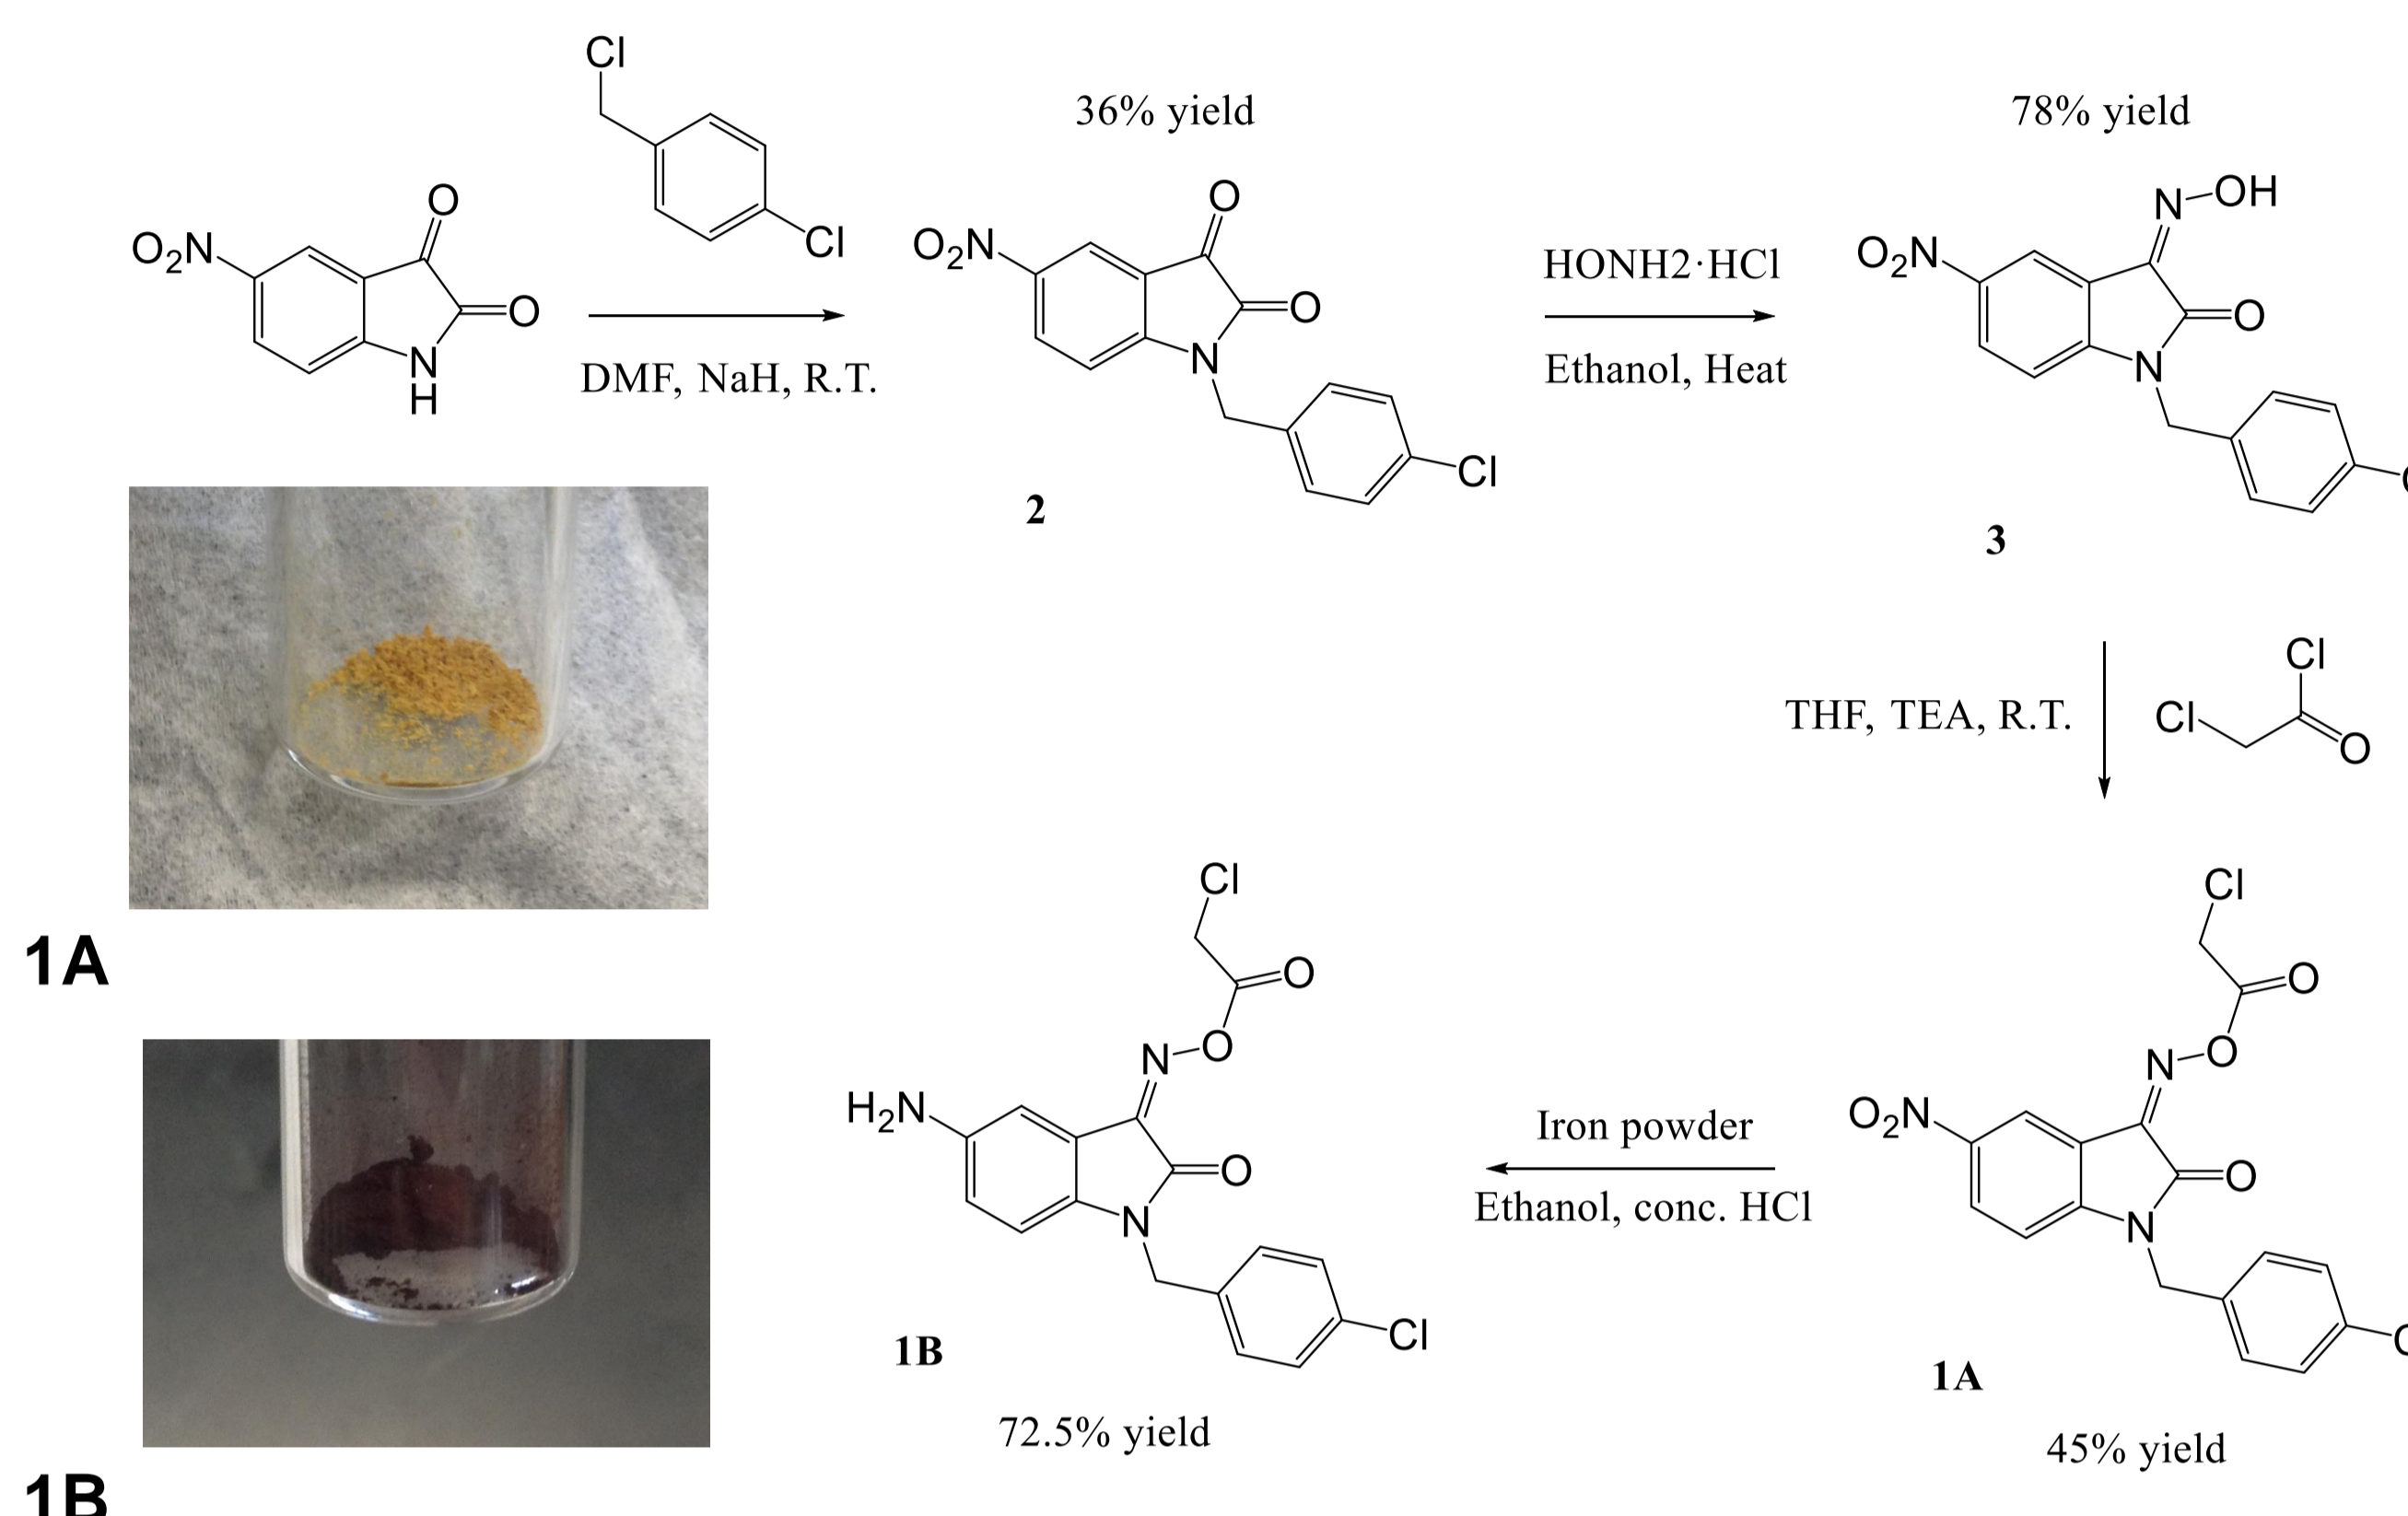 Cl
Cl
O₂N
O
O
N
H
DMF, NaH, R.T.
36% yield
O₂N
O
O
N
Cl
2
HONH2·HCl
Ethanol, Heat
78% yield
N
OH
O₂N
O
N
3
THF, TEA, R.T.
Cl
Cl
O
Cl
O
O
N
O₂N
O
N
1A
45% yield
Iron powder
Ethanol, conc. HCl
Cl
O
O
N
H₂N
O
N
Cl
1B
72.5% yield
1A
1B